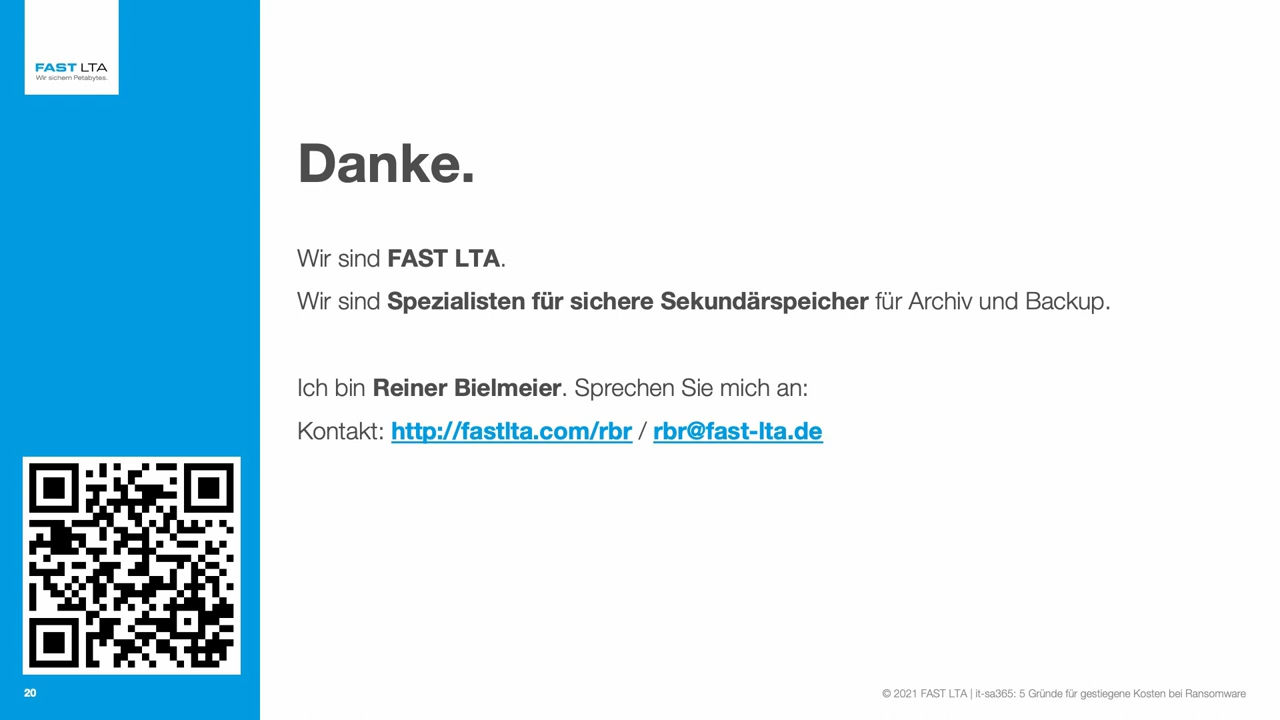 FAST LTA
Wir sichern Petabytes.
Danke.
Wir sind FAST LTA.
Wir sind Spezialisten für sichere Sekundärspeicher für Archiv und Backup.
Ich bin Reiner Bielmeier. Sprechen Sie mich an:
Kontakt: http://fastlta.com/rbr / rbr@fast-lta.de
20
© 2021 FAST LTA | it-sa365: 5 Gründe für gestiegene Kosten bei Ransomware